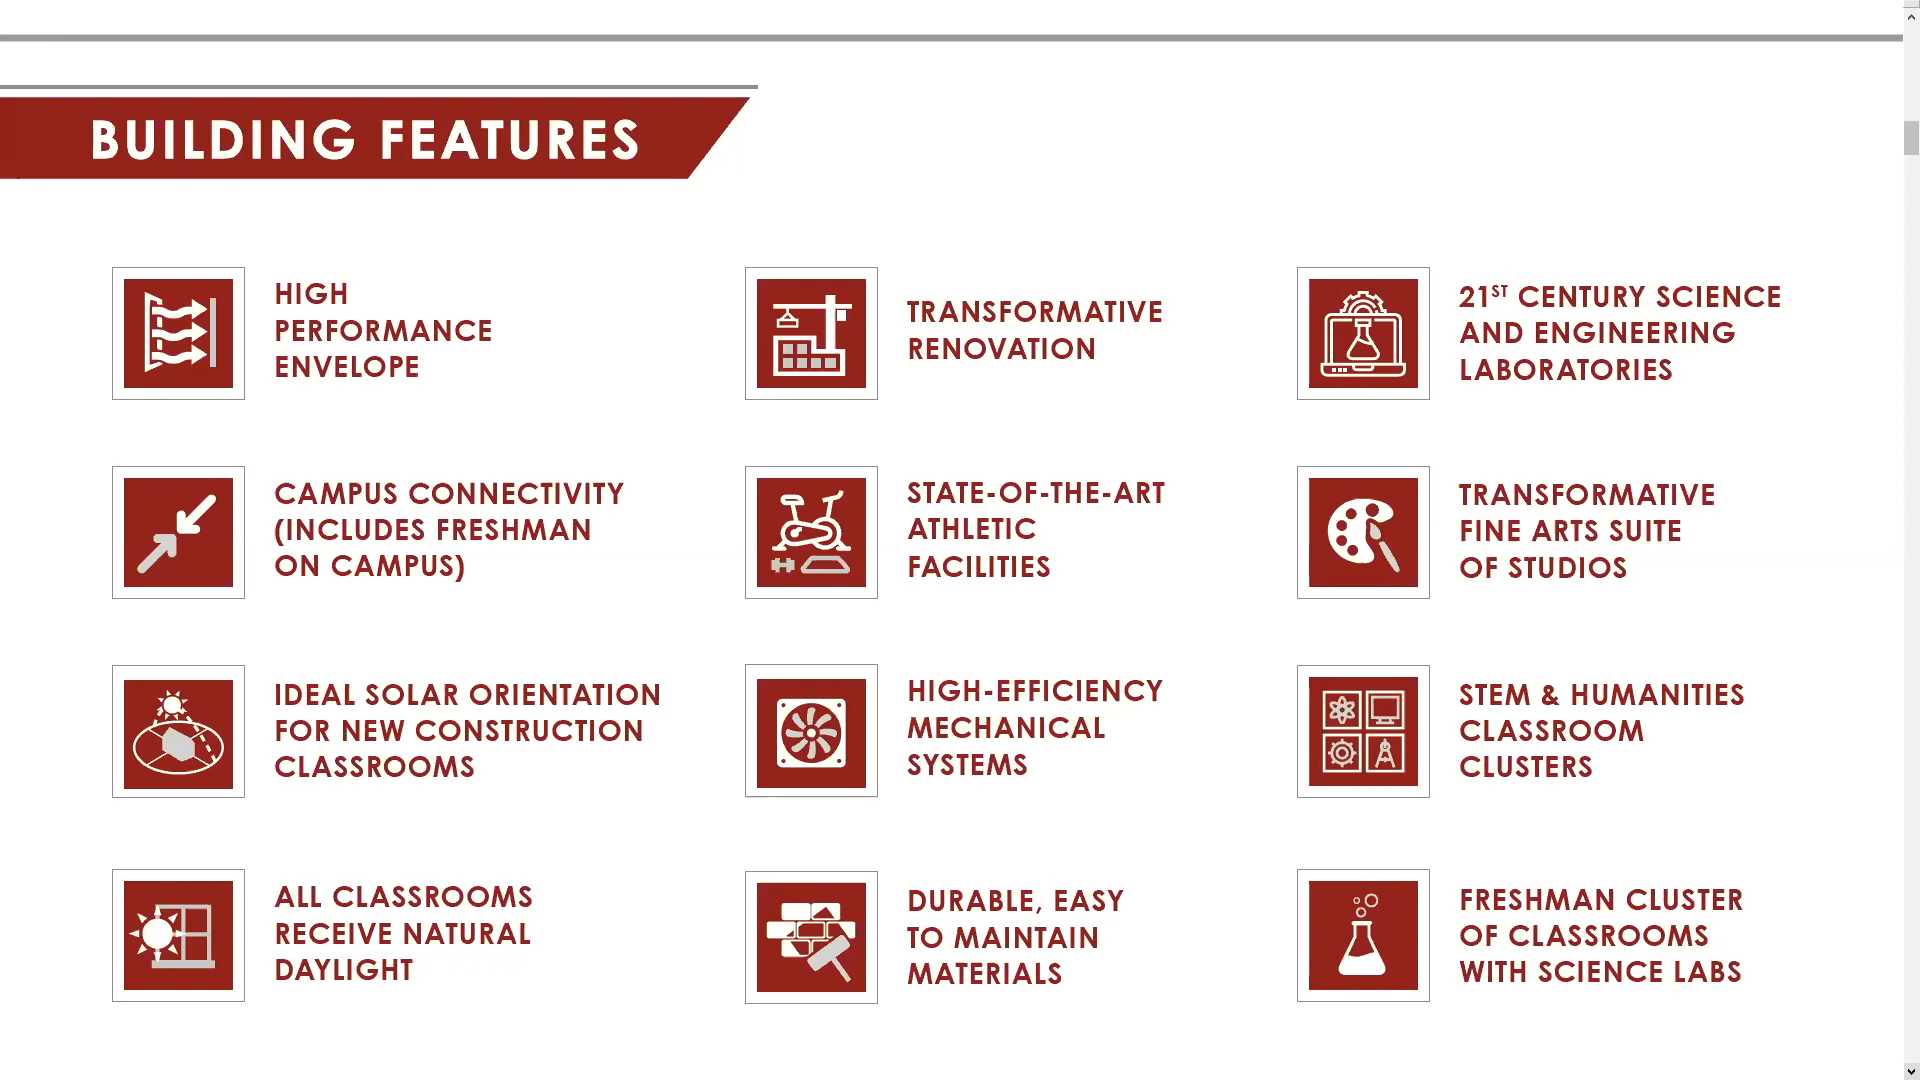 BUILDING FEATURES
HIGH
PERFORMANCE
ENVELOPE
TRANSFORMATIVE
RENOVATION
21ST CENTURY SCIENCE
AND ENGINEERING
LABORATORIES
CAMPUS CONNECTIVITY
(INCLUDES FRESHMAN
ON CAMPUS)
STATE-OF-THE-ART
ATHLETIC
FACILITIES
TRANSFORMATIVE
FINE ARTS SUITE
OF STUDIOS
IDEAL SOLAR ORIENTATION
FOR NEW CONSTRUCTION
CLASSROOMS
HIGH-EFFICIENCY
MECHANICAL
SYSTEMS
STEM & HUMANITIES
CLASSROOM
CLUSTERS
ALL CLASSROOMS
RECEIVE NATURAL
DAYLIGHT
DURABLE, EASY
TO MAINTAIN
MATERIALS
FRESHMAN CLUSTER
OF CLASSROOMS
WITH SCIENCE LABS